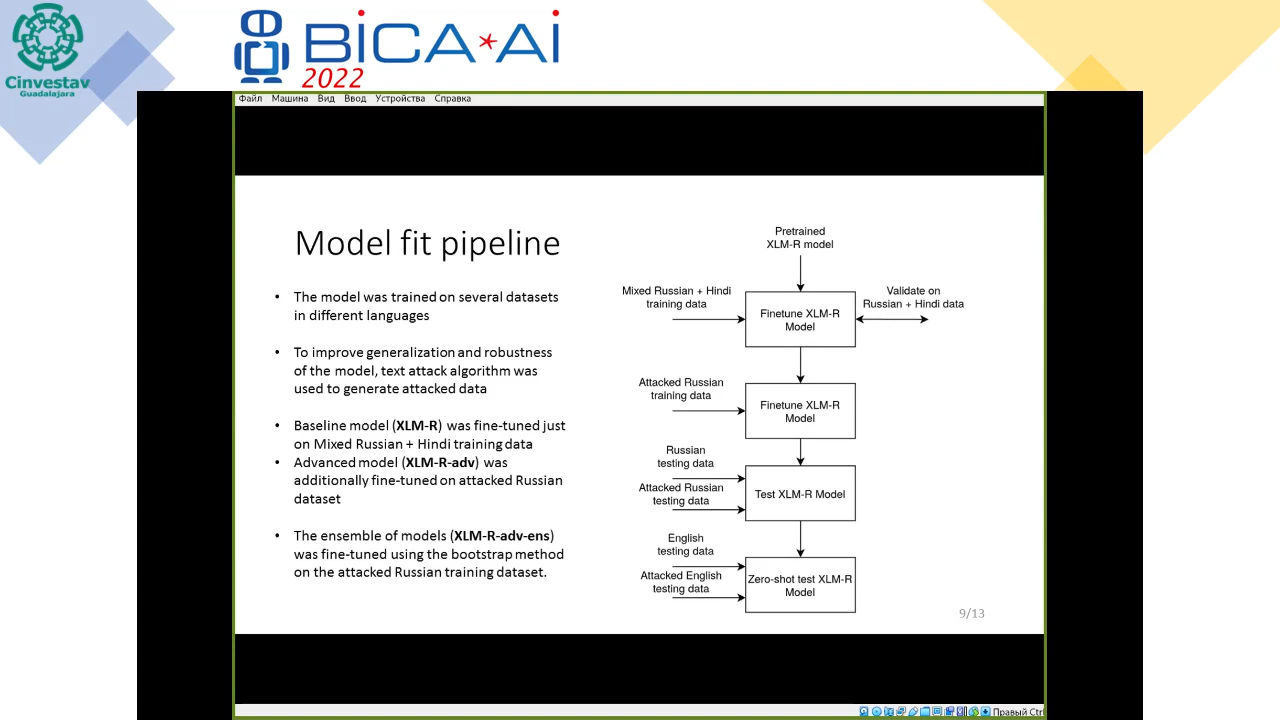 Cinvestav
Guadalajara
BICA*Ai
2022
Файл Машина Вид Ввод Устройства Справка
Model fit pipeline
• The model was trained on several datasets
in different languages
• To improve generalization and robustness
of the model, text attack algorithm was
used to generate attacked data
• Baseline model (XLM-R) was fine-tuned just
on Mixed Russian + Hindi training data
• Advanced model (XLM-R-adv) was
additionally fine-tuned on attacked Russian
dataset
• The ensemble of models (XLM-R-adv-ens)
was fine-tuned using the bootstrap method
on the attacked Russian training dataset.
Pretrained
XLM-R model
Mixed Russian + Hindi
training data
Finetune XLM-R
Model
Validate on
Russian + Hindi data
Attacked Russian
training data
Finetune XLM-R
Model
Russian
testing data
Attacked Russian
testing data
Test XLM-R Model
English
testing data
Attacked English
testing data
Zero-shot test XLM-R
Model
9/13
Правый Ctrl